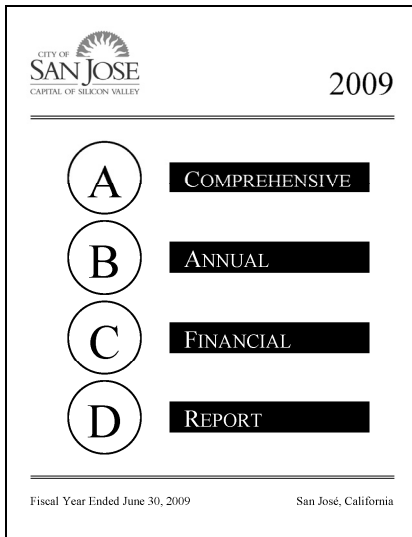 CITY OF
SAN JOSE
CAPITAL OF SILICON VALLEY
2009
A COMPREHENSIVE
B ANNUAL
C FINANCIAL
D REPORT
Fiscal Year Ended June 30, 2009 San José, California